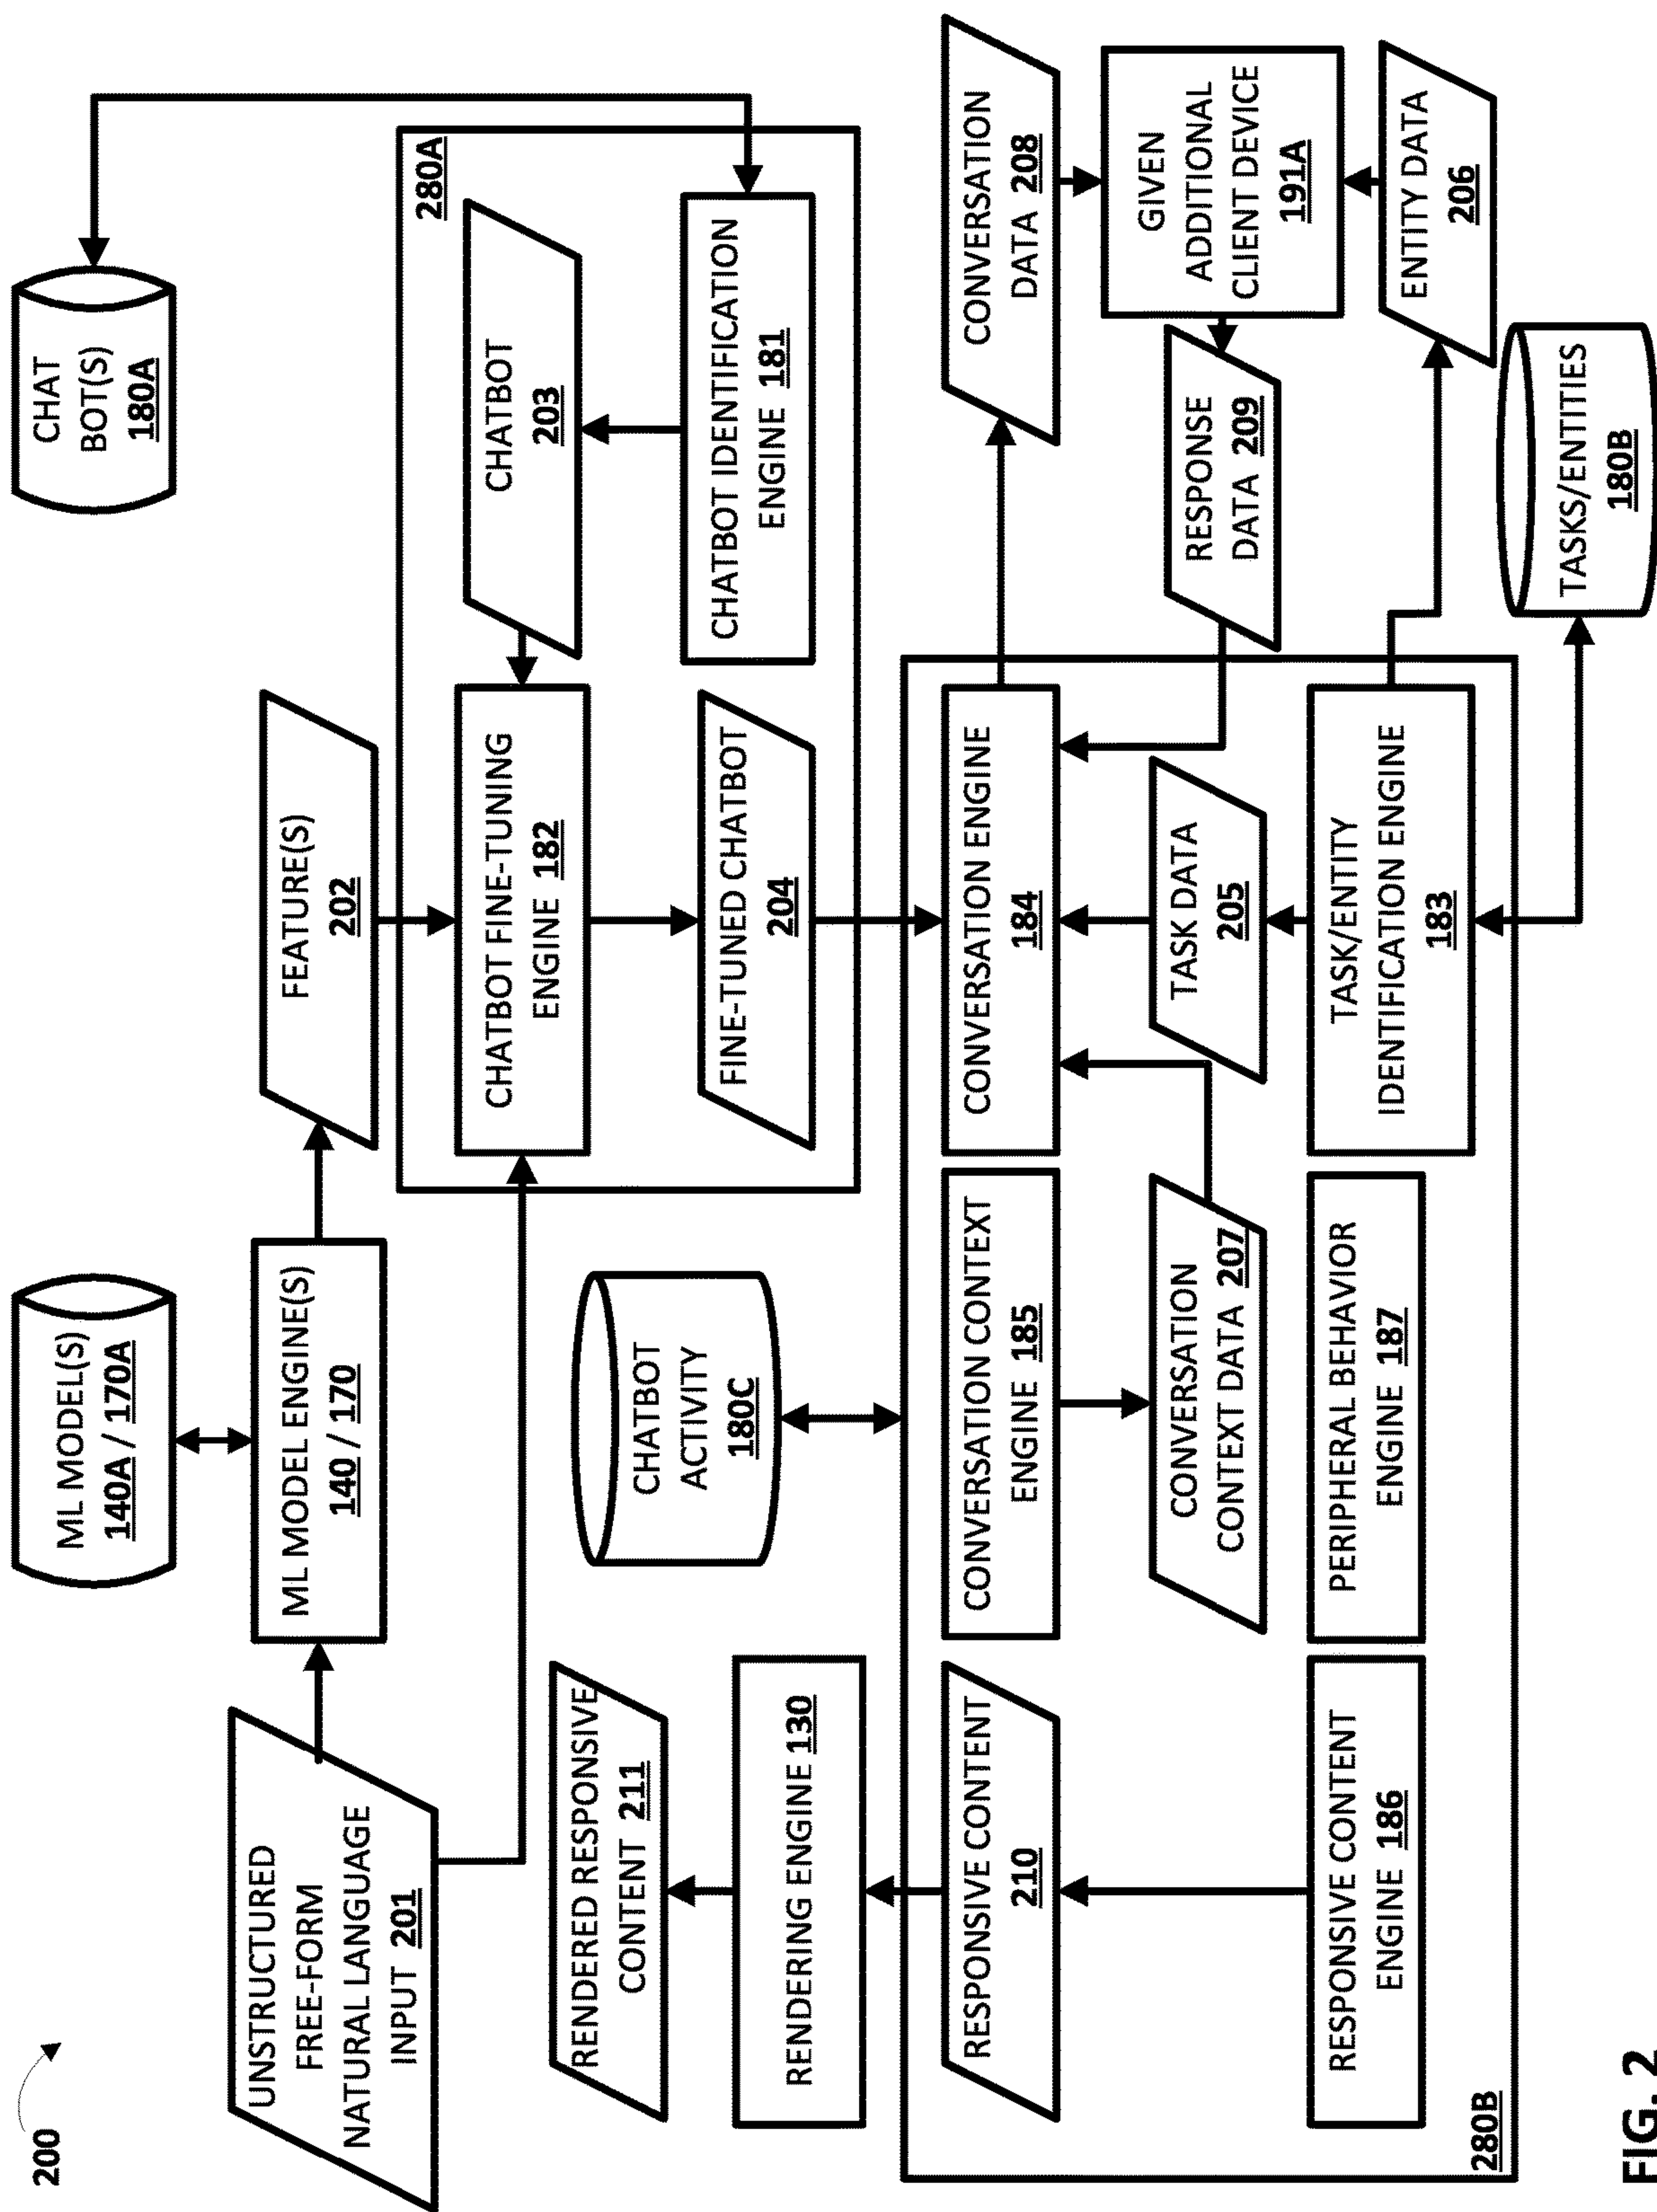 200
UNSTRUCTURED
FREE-FORM
NATURAL LANGUAGE
INPUT 201
ML MODEL(S)
140A / 170A
ML MODEL ENGINE(S)
140 / 170
FEATURE(S)
202
CHAT
BOT(S)
180A
280A
CHATBOT FINE-TUNING
ENGINE 182
CHATBOT
203
FINE-TUNED CHATBOT
204
CHATBOT IDENTIFICATION
ENGINE 181
RENDERED RESPONSIVE
CONTENT 211
RENDERING ENGINE 130
CHATBOT
ACTIVITY
180C
RESPONSIVE CONTENT
210
CONVERSATION CONTEXT
ENGINE 185
CONVERSATION ENGINE
184
CONVERSATION
DATA 208
CONVERSATION
CONTEXT DATA 207
TASK DATA
205
RESPONSE
DATA 209
GIVEN
ADDITIONAL
CLIENT DEVICE
191A
RESPONSIVE CONTENT
ENGINE 186
PERIPHERAL BEHAVIOR
ENGINE 187
TASK/ENTITY
IDENTIFICATION ENGINE
183
ENTITY DATA
206
280B
TASKS/ENTITIES
180B
FIG. 2